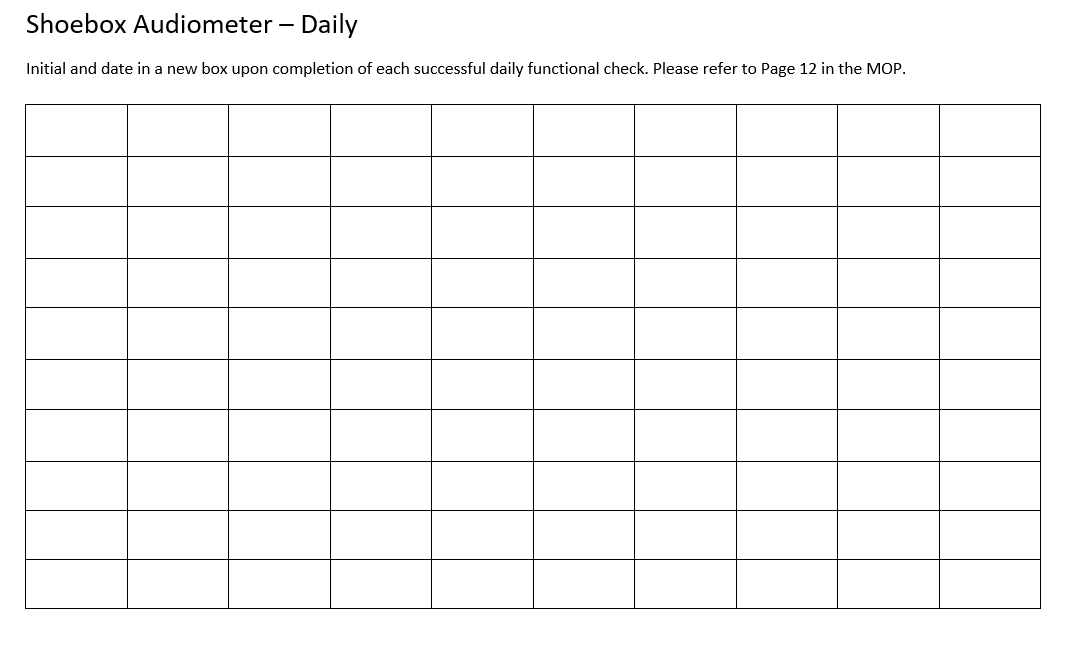 Shoebox Audiometer – Daily
Initial and date in a new box upon completion of each successful daily functional check. Please refer to Page 12 in the MOP.